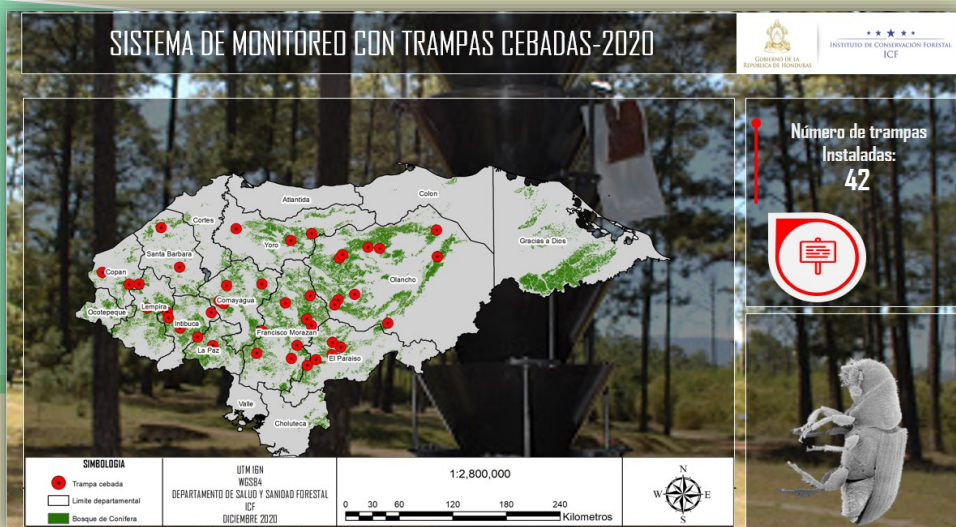 SISTEMA DE MONITOREO CON TRAMPAS CEBADAS-2020
GOBIERNO DE LA
REPÚBLICA DE HONDURAS
INSTITUTO DE CONSERVACIÓN FORESTAL
ICF
Número de trampas
Instaladas:
42
Atlantida
Colon
Cortes
Yoro
Gracias a Dios
Santa Barbara
Copan
Olancho
Comayagua
Ocotepeque
Lempira
Intibuca
Francisco Morazan
La Paz
El Paraiso
Valle
Choluteca
SIMBOLOGIA
Trampa cebada
Limite departamental
Bosque de Conifera
UTM 16N
WGS84
DEPARTAMENTO DE SALUD Y SANIDAD FORESTAL
ICF
DICIEMBRE 2020
1:2,800,000
0 30 60 120 180 240
Kilometros
N
W E
S